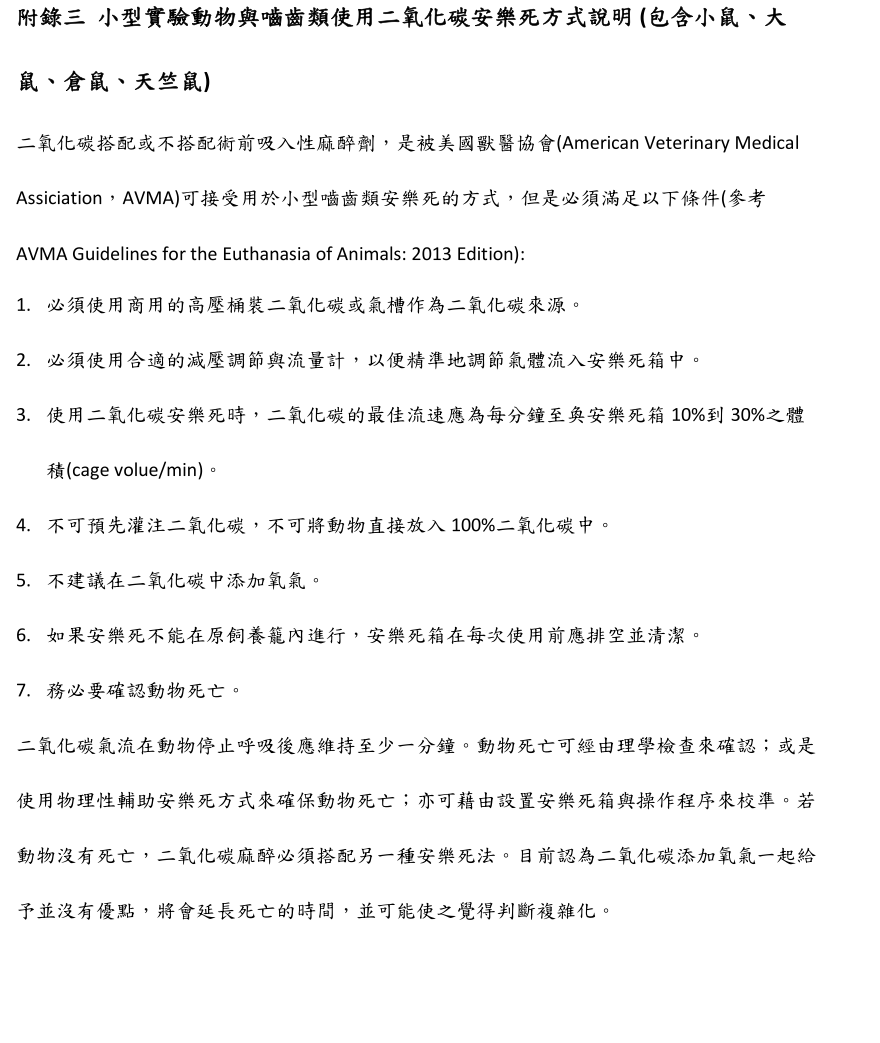 附錄三 小型實驗動物與嚙齒類使用二氧化碳安樂死方式說明 (包含小鼠、大
鼠、倉鼠、天竺鼠)
二氧化碳搭配或不搭配術前吸入性麻醉劑，是被美國獸醫協會(American Veterinary Medical
Assiciation，AVMA)可接受用於小型嚙齒類安樂死的方式，但是必須滿足以下條件(參考
AVMA Guidelines for the Euthanasia of Animals: 2013 Edition):
1. 必須使用商用的高壓桶裝二氧化碳或氣槽作為二氧化碳來源。
2. 必須使用合適的減壓調節與流量計，以便精準地調節氣體流入安樂死箱中。
3. 使用二氧化碳安樂死時，二氧化碳的最佳流速應為每分鐘至奐安樂死箱 10%到 30%之體
積(cage volue/min)。
4. 不可預先灌注二氧化碳，不可將動物直接放入 100%二氧化碳中。
5. 不建議在二氧化碳中添加氧氣。
6. 如果安樂死不能在原飼養籠內進行，安樂死箱在每次使用前應排空並清潔。
7. 務必要確認動物死亡。
二氧化碳氣流在動物停止呼吸後應維持至少一分鐘。動物死亡可經由理學檢查來確認；或是
使用物理性輔助安樂死方式來確保動物死亡；亦可藉由設置安樂死箱與操作程序來校準。若
動物沒有死亡，二氧化碳麻醉必須搭配另一種安樂死法。目前認為二氧化碳添加氧氣一起給
予並沒有優點，將會延長死亡的時間，並可能使之覺得判斷複雜化。